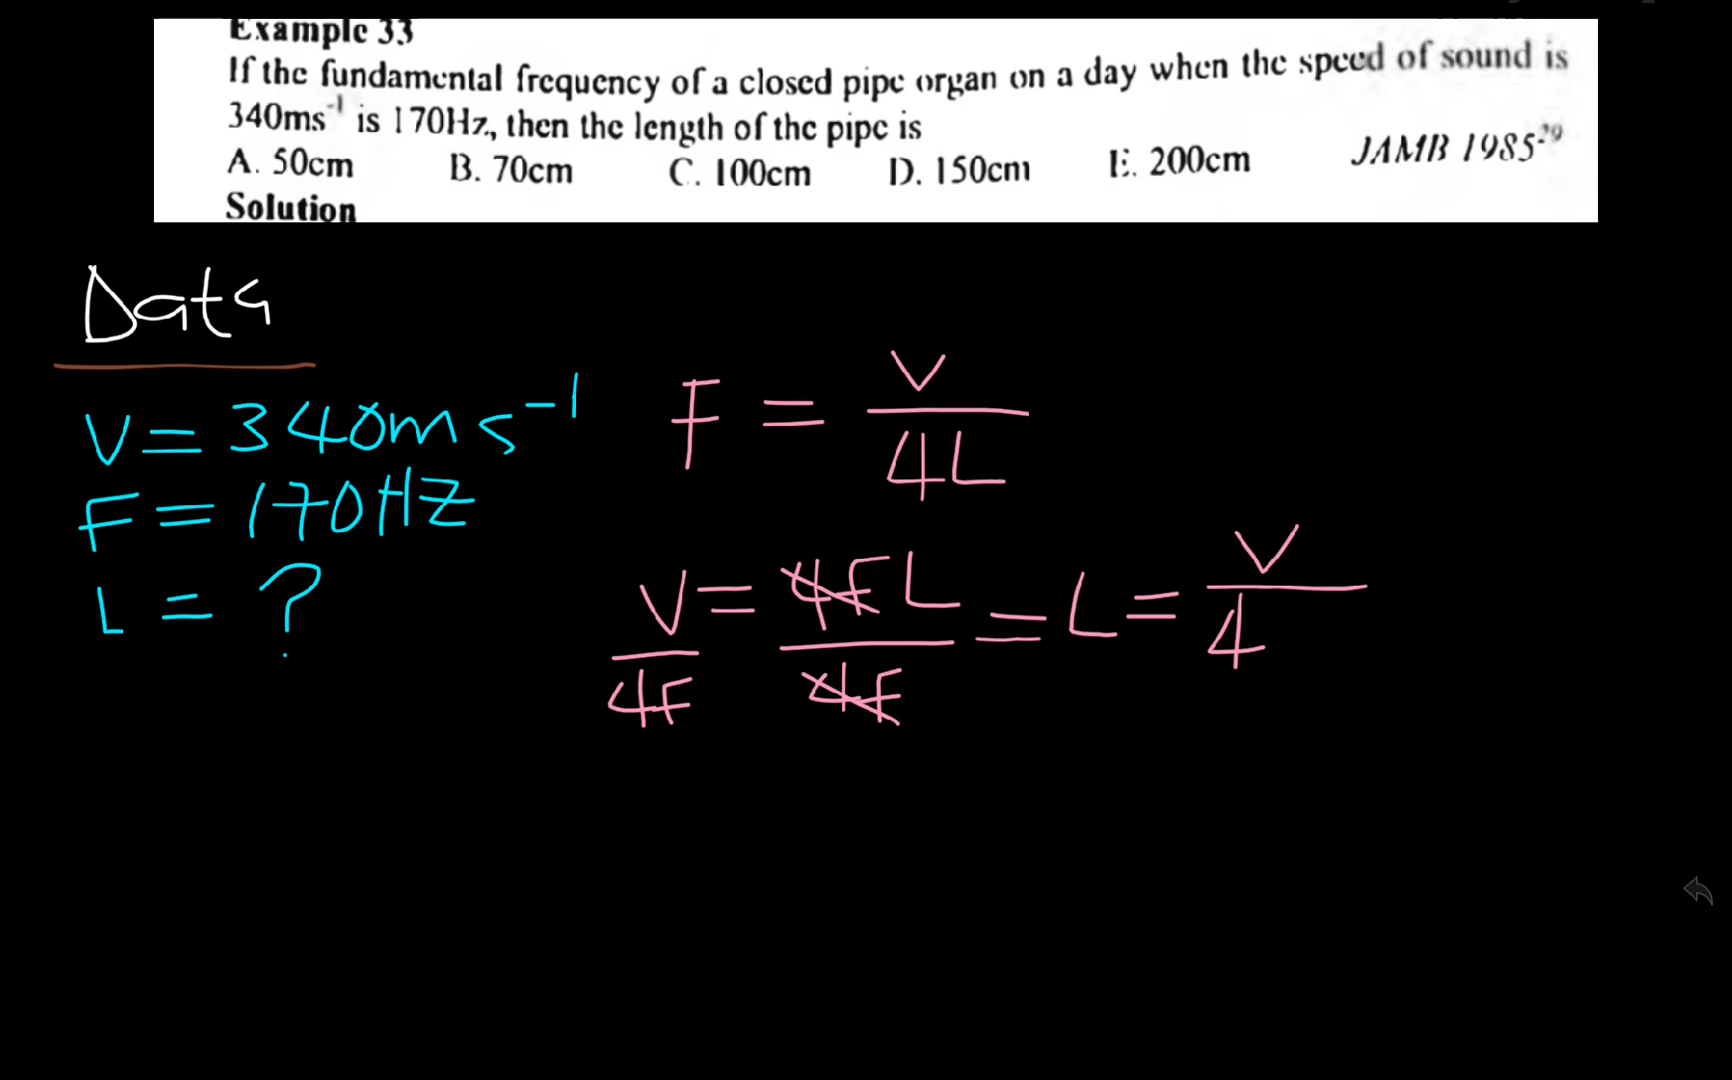 Example 33
If the fundamental frequency of a closed pipe organ on a day when the speed of sound is
340ms⁻¹ is 170Hz, then the length of the pipe is
A. 50cm B. 70cm C. 100cm D. 150cm E. 200cm JAMB 1985²⁹
Solution
Data
V = 340ms⁻¹
F = 170HZ
L = ?
F = V/4L
V/4F = 4FL/4F = L = V/4